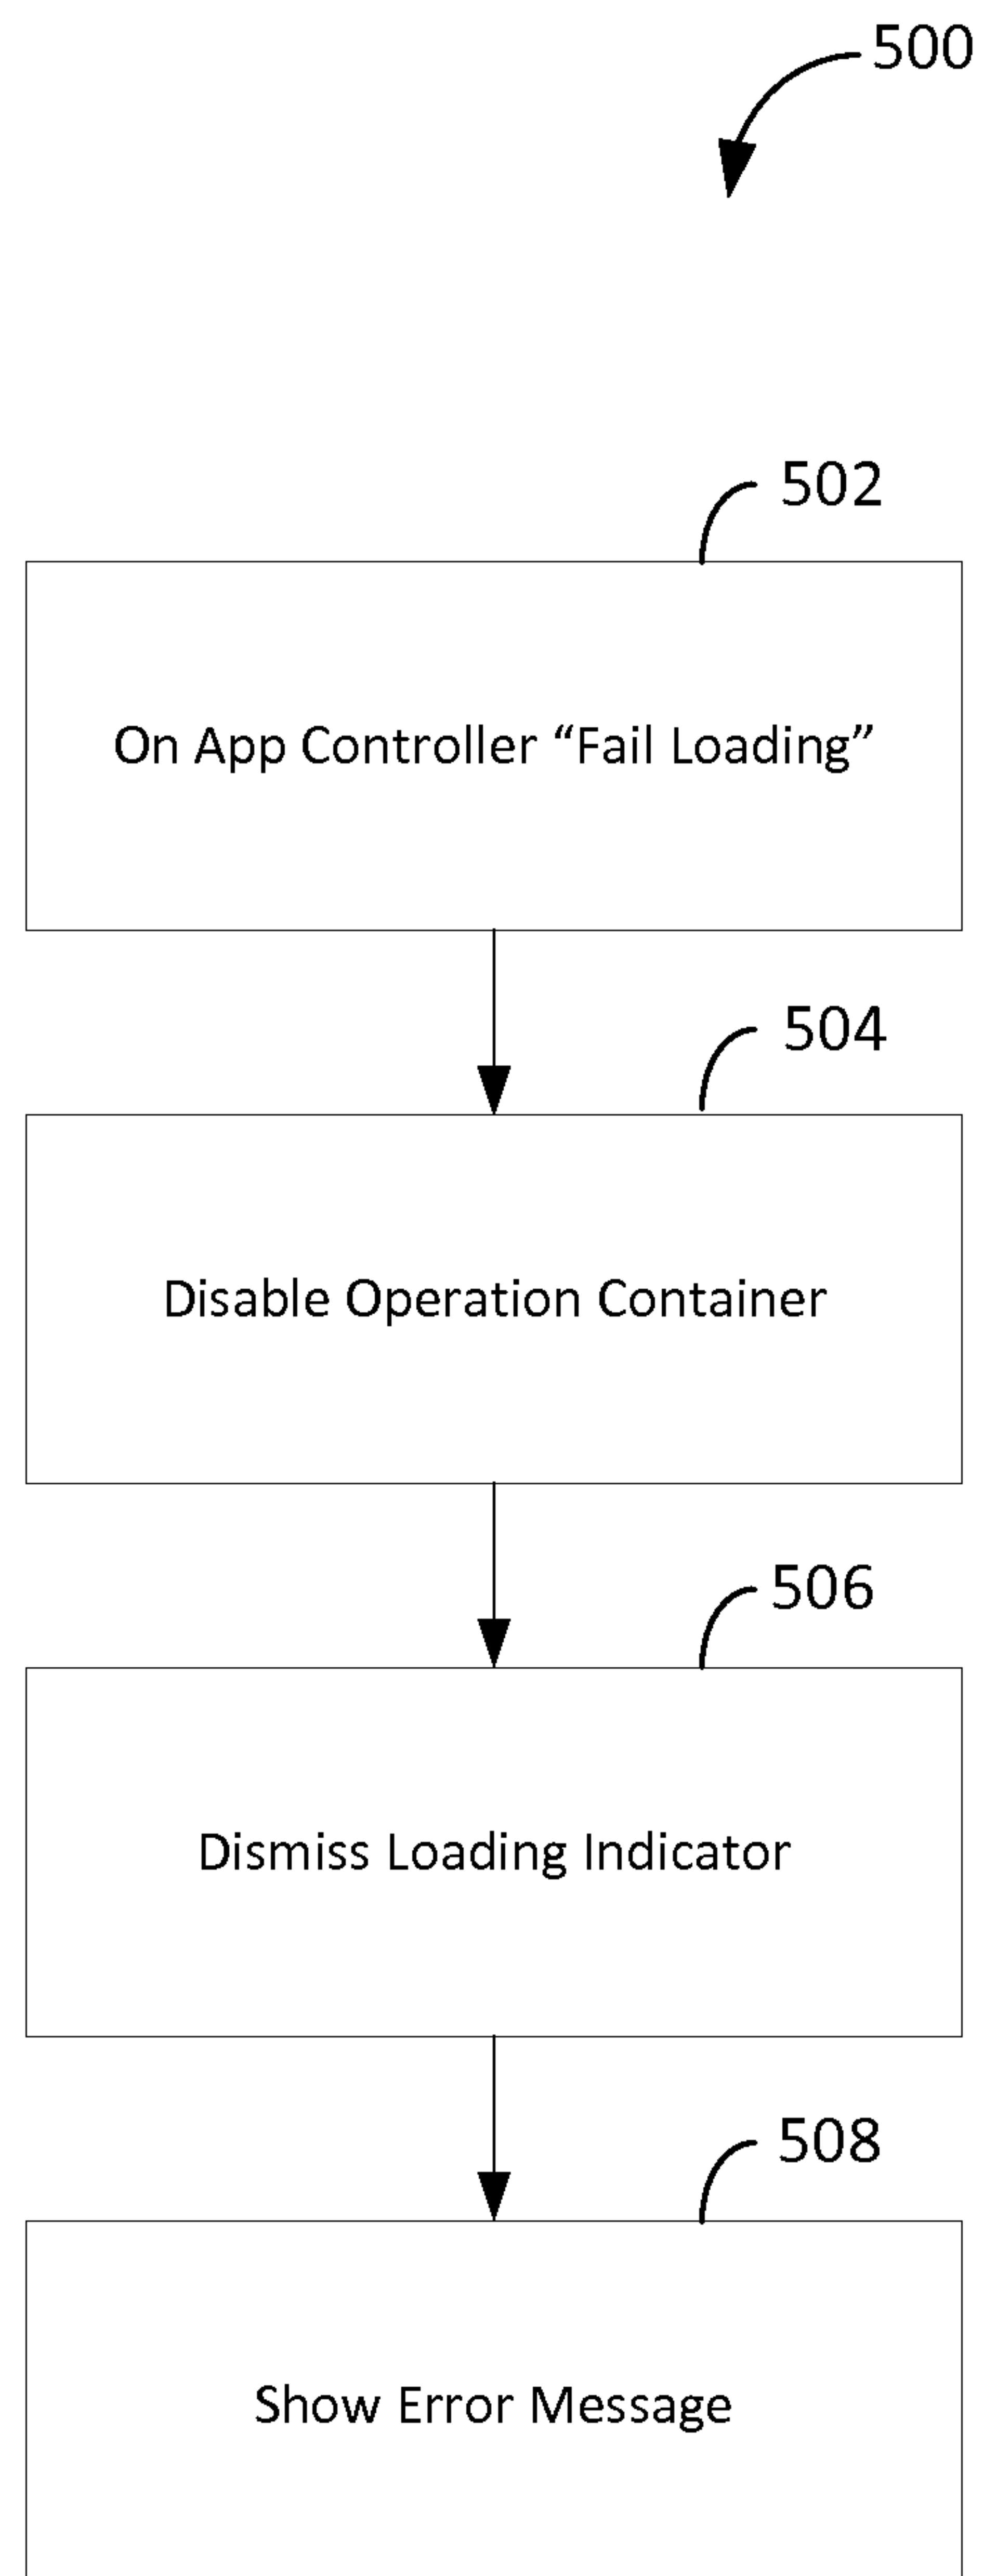 500
502
On App Controller “Fail Loading”
504
Disable Operation Container
506
Dismiss Loading Indicator
508
Show Error Message